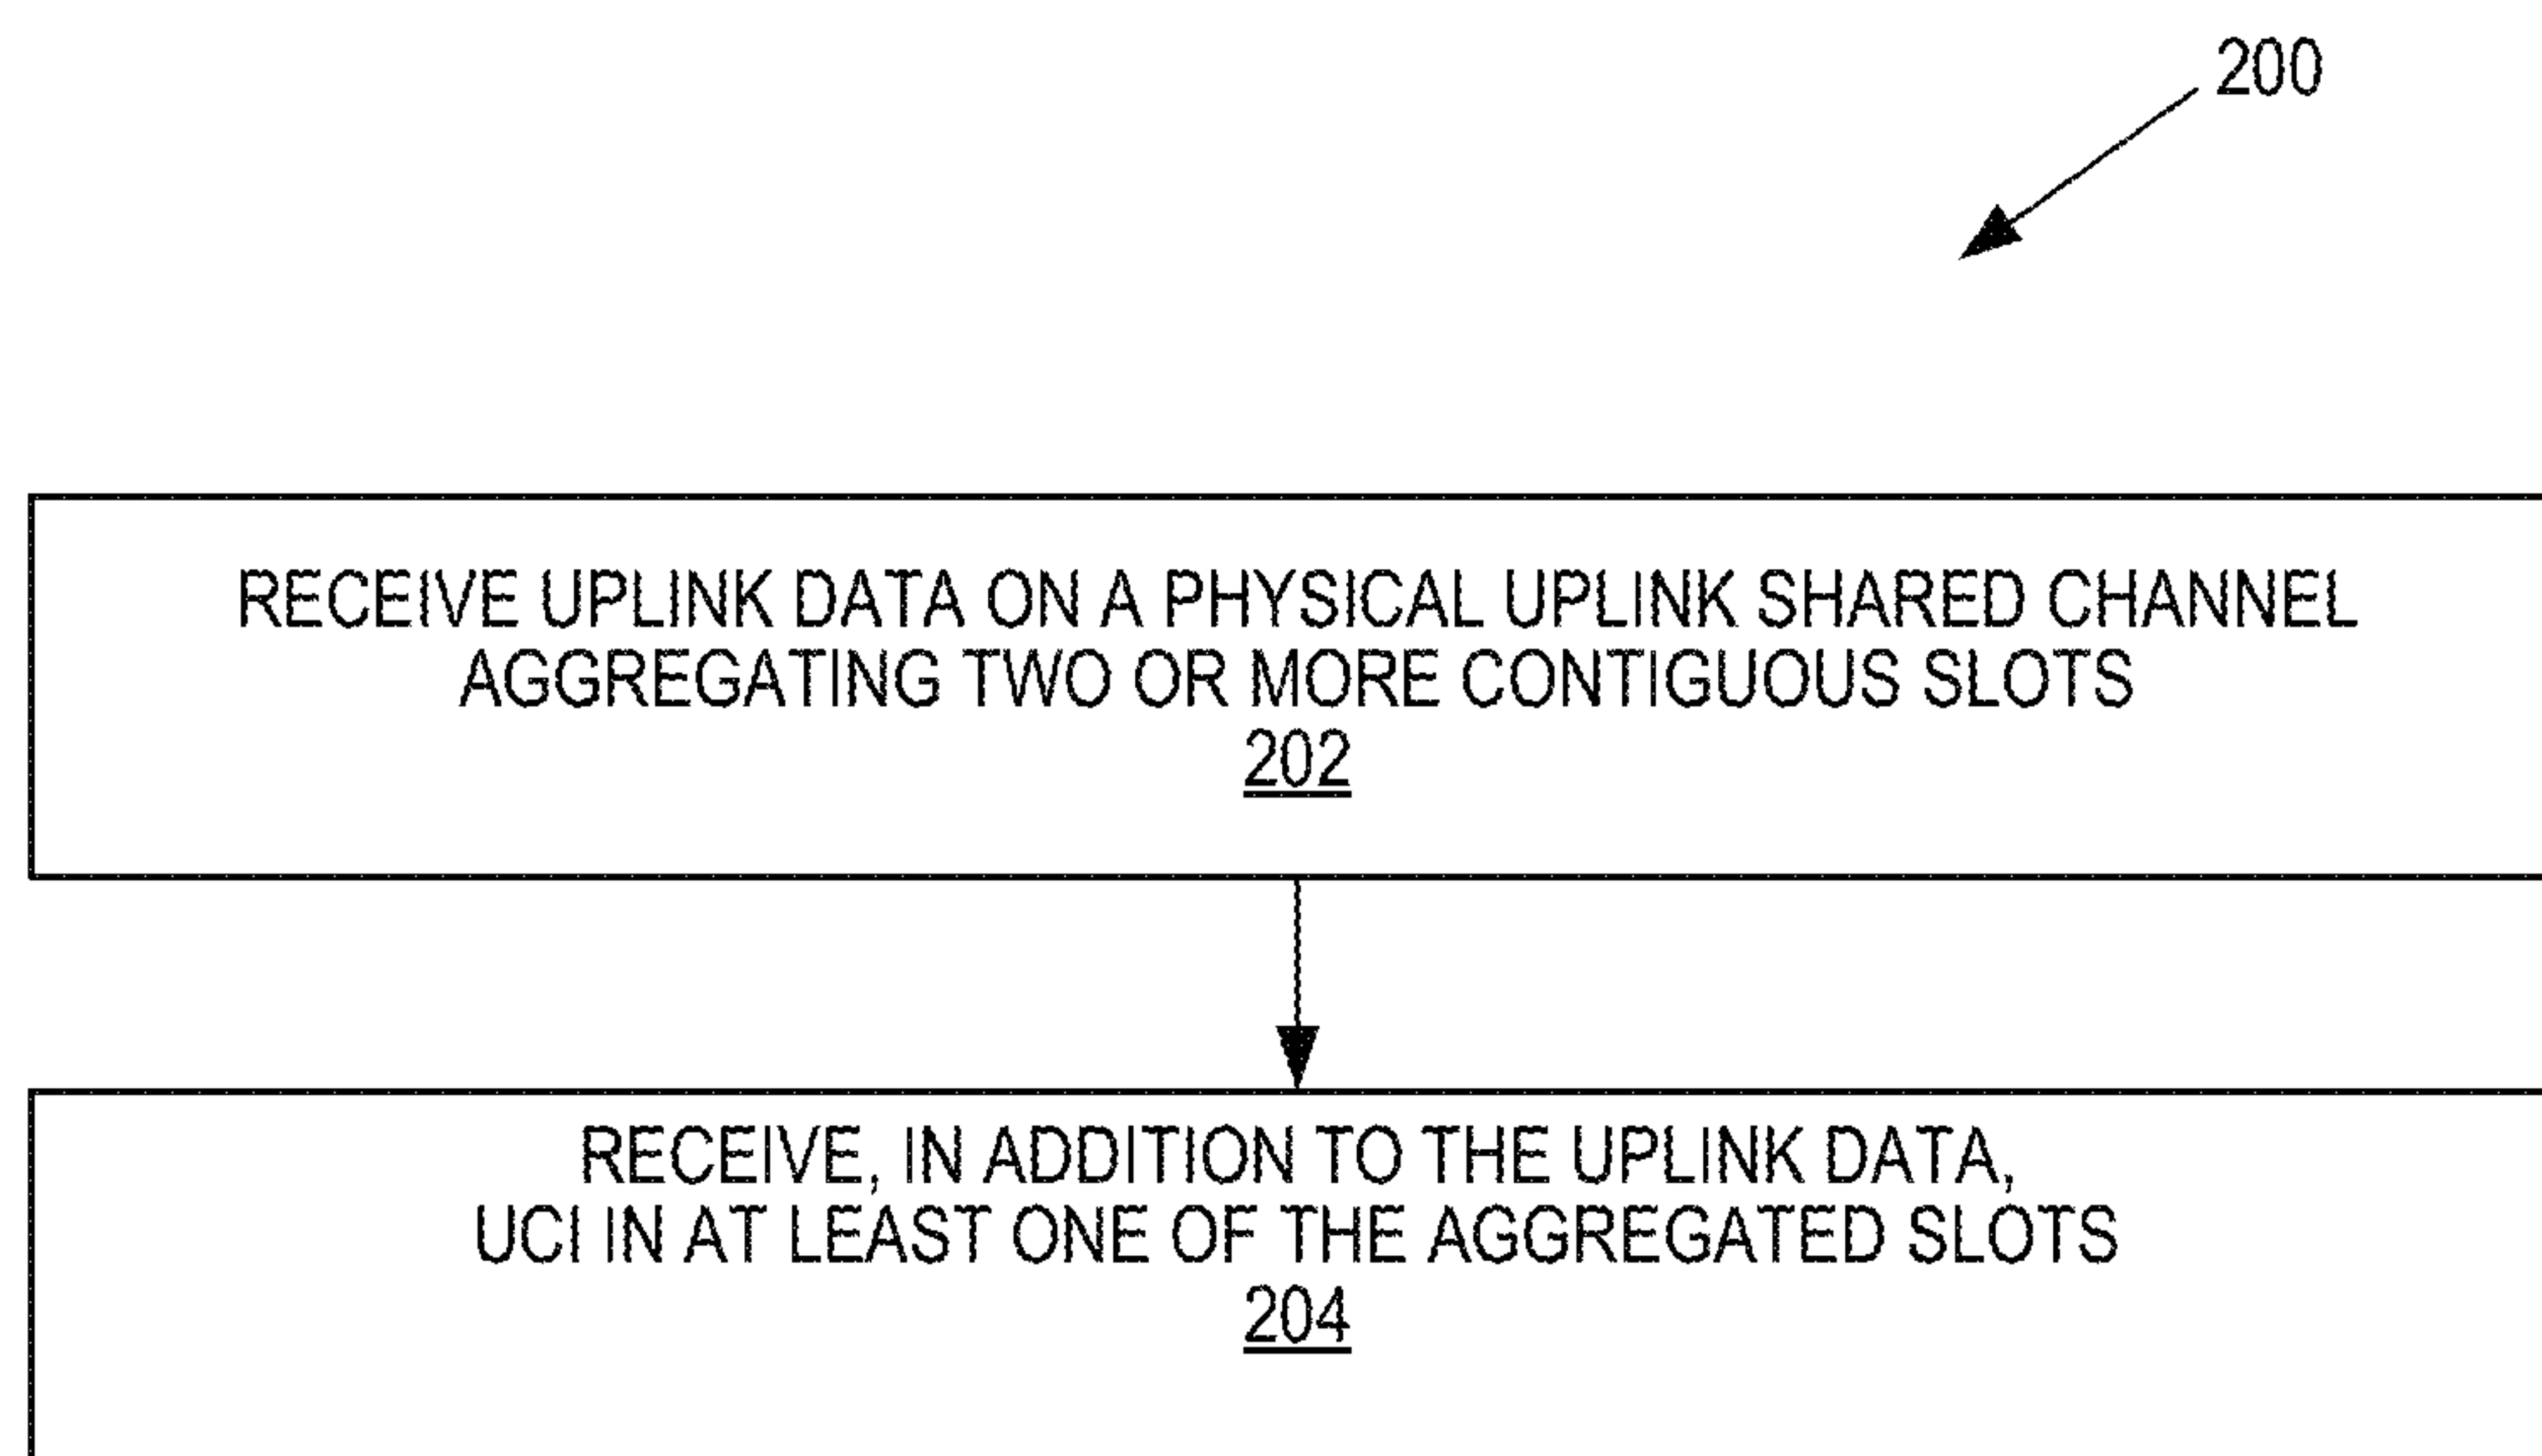 200
RECEIVE UPLINK DATA ON A PHYSICAL UPLINK SHARED CHANNEL
AGGREGATING TWO OR MORE CONTIGUOUS SLOTS
202
RECEIVE, IN ADDITION TO THE UPLINK DATA,
UCI IN AT LEAST ONE OF THE AGGREGATED SLOTS
204